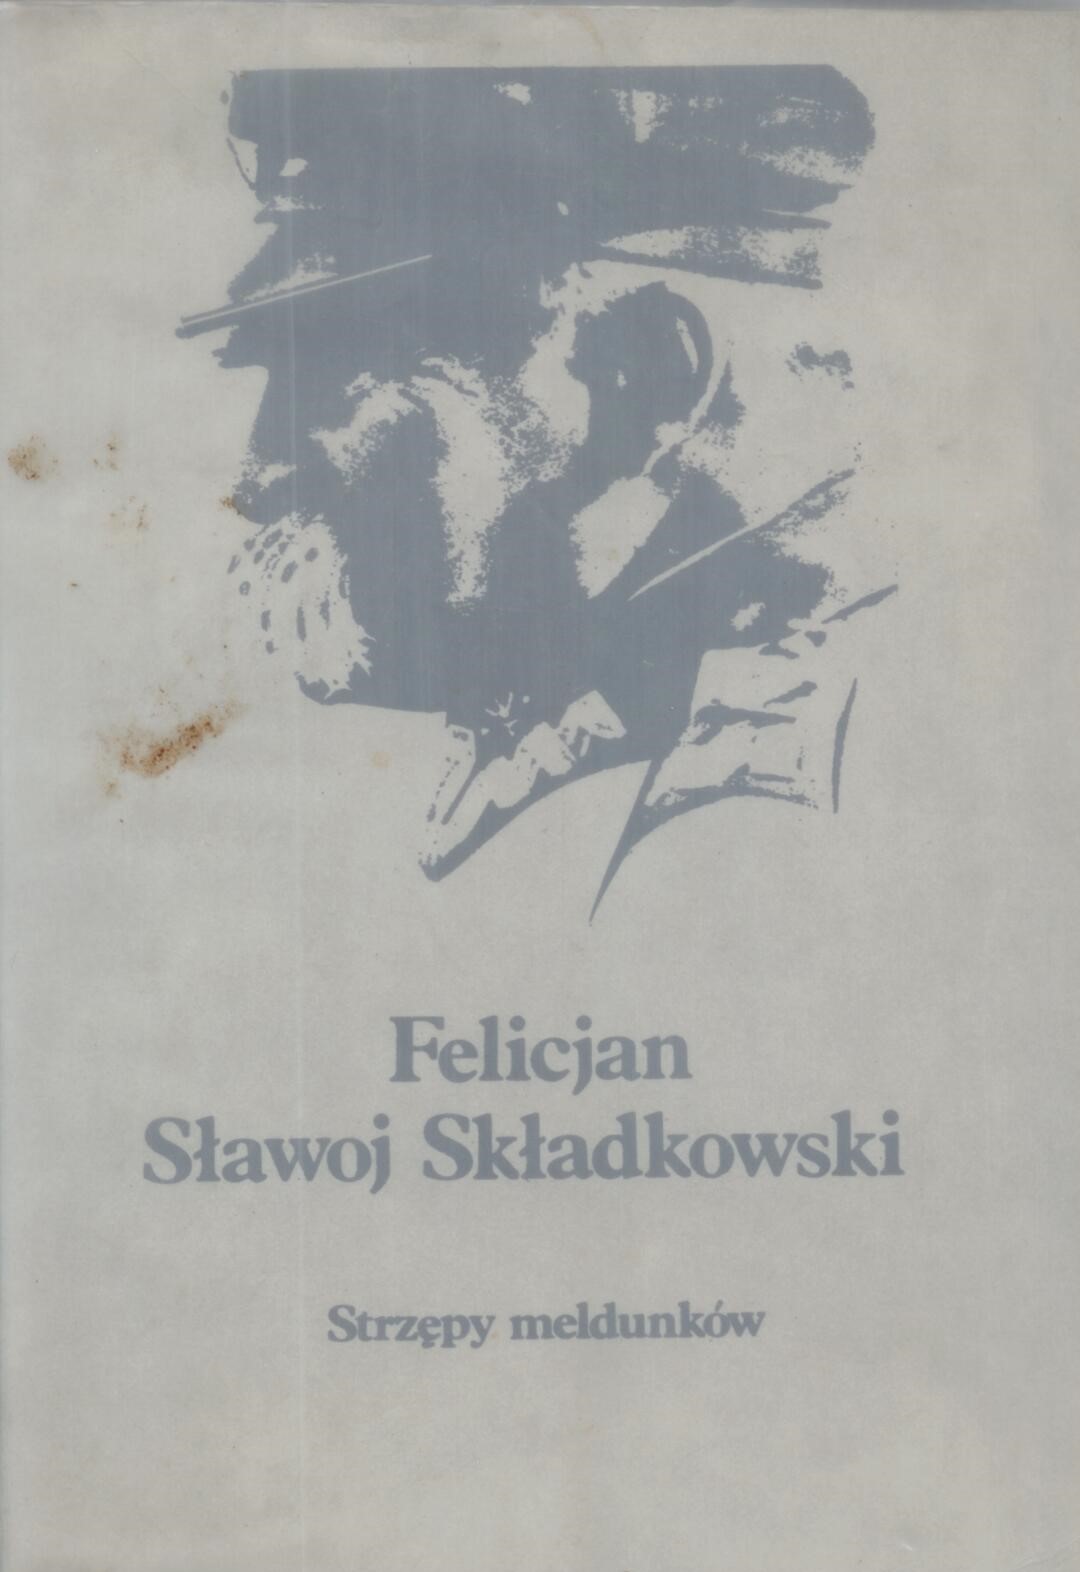 Felicjan
Sławoj Składkowski
Strzępy meldunków